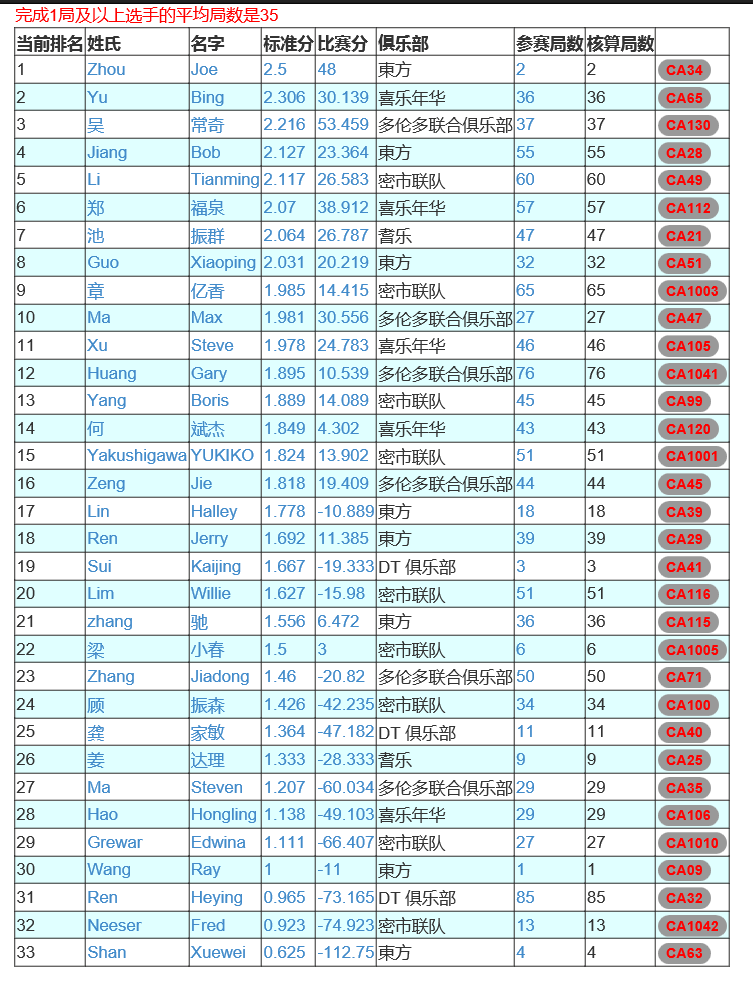 完成1局及以上选手的平均局数是35
当前排名 姓氏 名字 标准分 比赛分 俱乐部 参赛局数 核算局数
1 Zhou Joe 2.5 48 東方 2 2 CA34
2 Yu Bing 2.306 30.139 喜乐年华 36 36 CA65
3 吴 常奇 2.216 53.459 多伦多联合俱乐部 37 37 CA130
4 Jiang Bob 2.127 23.364 東方 55 55 CA28
5 Li Tianming 2.117 26.583 密市联队 60 60 CA49
6 郑 福泉 2.07 38.912 喜乐年华 57 57 CA112
7 池 振群 2.064 26.787 耆乐 47 47 CA21
8 Guo Xiaoping 2.031 20.219 東方 32 32 CA51
9 章 亿香 1.985 14.415 密市联队 65 65 CA1003
10 Ma Max 1.981 30.556 多伦多联合俱乐部 27 27 CA47
11 Xu Steve 1.978 24.783 喜乐年华 46 46 CA105
12 Huang Gary 1.895 10.539 多伦多联合俱乐部 76 76 CA1041
13 Yang Boris 1.889 14.089 密市联队 45 45 CA99
14 何 斌杰 1.849 4.302 喜乐年华 43 43 CA120
15 Yakushigawa YUKIKO 1.824 13.902 密市联队 51 51 CA1001
16 Zeng Jie 1.818 19.409 多伦多联合俱乐部 44 44 CA45
17 Lin Halley 1.778 -10.889 東方 18 18 CA39
18 Ren Jerry 1.692 11.385 東方 39 39 CA29
19 Sui Kaijing 1.667 -19.333 DT 俱乐部 3 3 CA41
20 Lim Willie 1.627 -15.98 密市联队 51 51 CA116
21 zhang 驰 1.556 6.472 東方 36 36 CA115
22 梁 小春 1.5 3 密市联队 6 6 CA1005
23 Zhang Jiadong 1.46 -20.82 多伦多联合俱乐部 50 50 CA71
24 顾 振森 1.426 -42.235 密市联队 34 34 CA100
25 龚 家敏 1.364 -47.182 DT 俱乐部 11 11 CA40
26 姜 达理 1.333 -28.333 耆乐 9 9 CA25
27 Ma Steven 1.207 -60.034 多伦多联合俱乐部 29 29 CA35
28 Hao Hongling 1.138 -49.103 喜乐年华 29 29 CA106
29 Grewar Edwina 1.111 -66.407 密市联队 27 27 CA1010
30 Wang Ray 1 -11 東方 1 1 CA09
31 Ren Heying 0.965 -73.165 DT 俱乐部 85 85 CA32
32 Neeser Fred 0.923 -74.923 密市联队 13 13 CA1042
33 Shan Xuewei 0.625 -112.75 東方 4 4 CA63